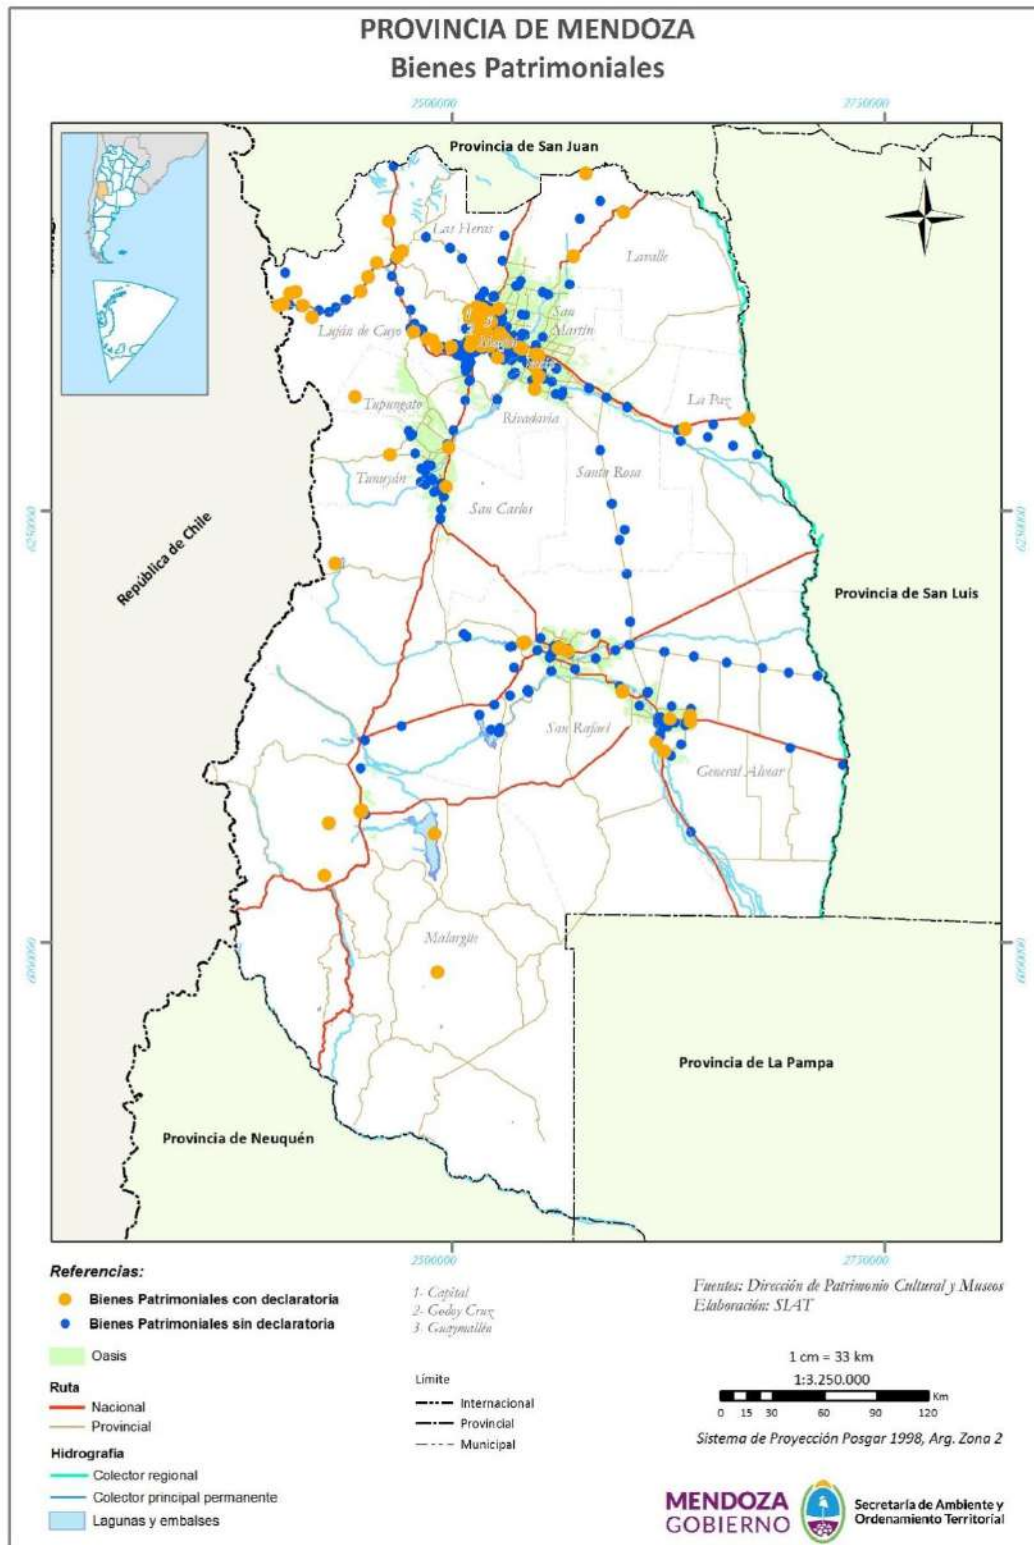 PROVINCIA DE MENDOZA
Bienes Patrimoniales
2500000
2750000
Provincia de San Juan
N
Las Heras
Lavalle
San
Martín
Luján de Cuyo
La Paz
Tupungato
Rivadavia
Santa Rosa
Tunuyán
San Carlos
6250000
6250000
República de Chile
Provincia de San Luis
San Rafael
General Alvear
Malargüe
6000000
6000000
Provincia de La Pampa
Provincia de Neuquén
2500000
2750000
Referencias:
Bienes Patrimoniales con declaratoria
Bienes Patrimoniales sin declaratoria
Oasis
Ruta
Nacional
Provincial
Hidrografia
Colector regional
Colector principal permanente
Lagunas y embalses
1- Capital
2- Godoy Cruz
3- Guaymallén
Límite
Internacional
Provincial
Municipal
Fuentes: Dirección de Patrimonio Cultural y Museos
Elaboración: SIAT
1 cm = 33 km
1:3.250.000
Km
0 15 30 60 90 120
Sistema de Proyección Posgar 1998, Arg. Zona 2
MENDOZA
GOBIERNO
Secretaría de Ambiente y
Ordenamiento Territorial